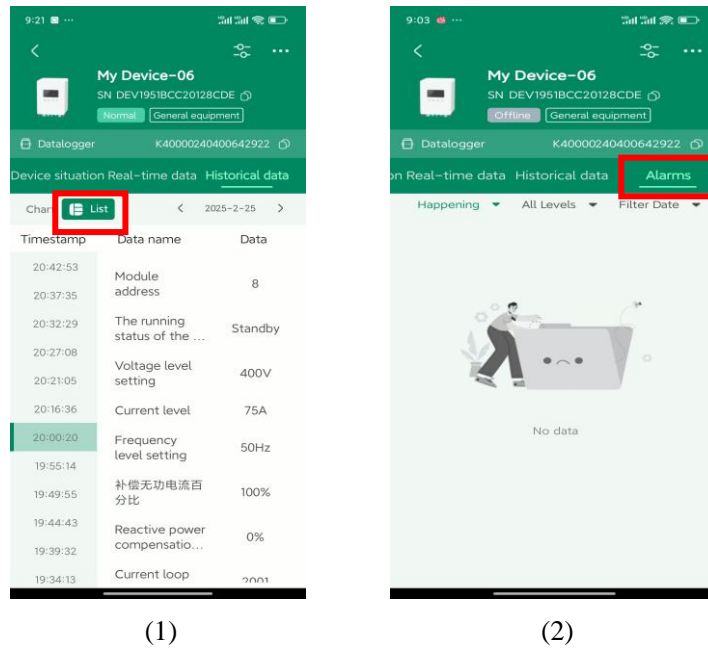 9:21
My Device-06
SN DEV1951BCC20128CDE
Normal General equipment
Datalogger K40000240400642922
Device situation Real-time data Historical data
Char List 2025-2-25
Timestamp Data name Data
20:42:53
20:37:35
20:32:29
20:27:08
20:21:05
20:16:36
20:00:20
19:55:14
19:49:55
19:44:43
19:39:32
19:34:13
Module
address
8
The running
status of the ...
Standby
Voltage level
setting
400V
Current level 75A
Frequency
level setting
50Hz
补偿无功电流百
分比
100%
Reactive power
compensatio...
0%
Current loop
2001
(1)
9:03
My Device-06
SN DEV1951BCC20128CDE
Offline General equipment
Datalogger K40000240400642922
on Real-time data Historical data Alarms
Happening All Levels Filter Date
No data
(2)